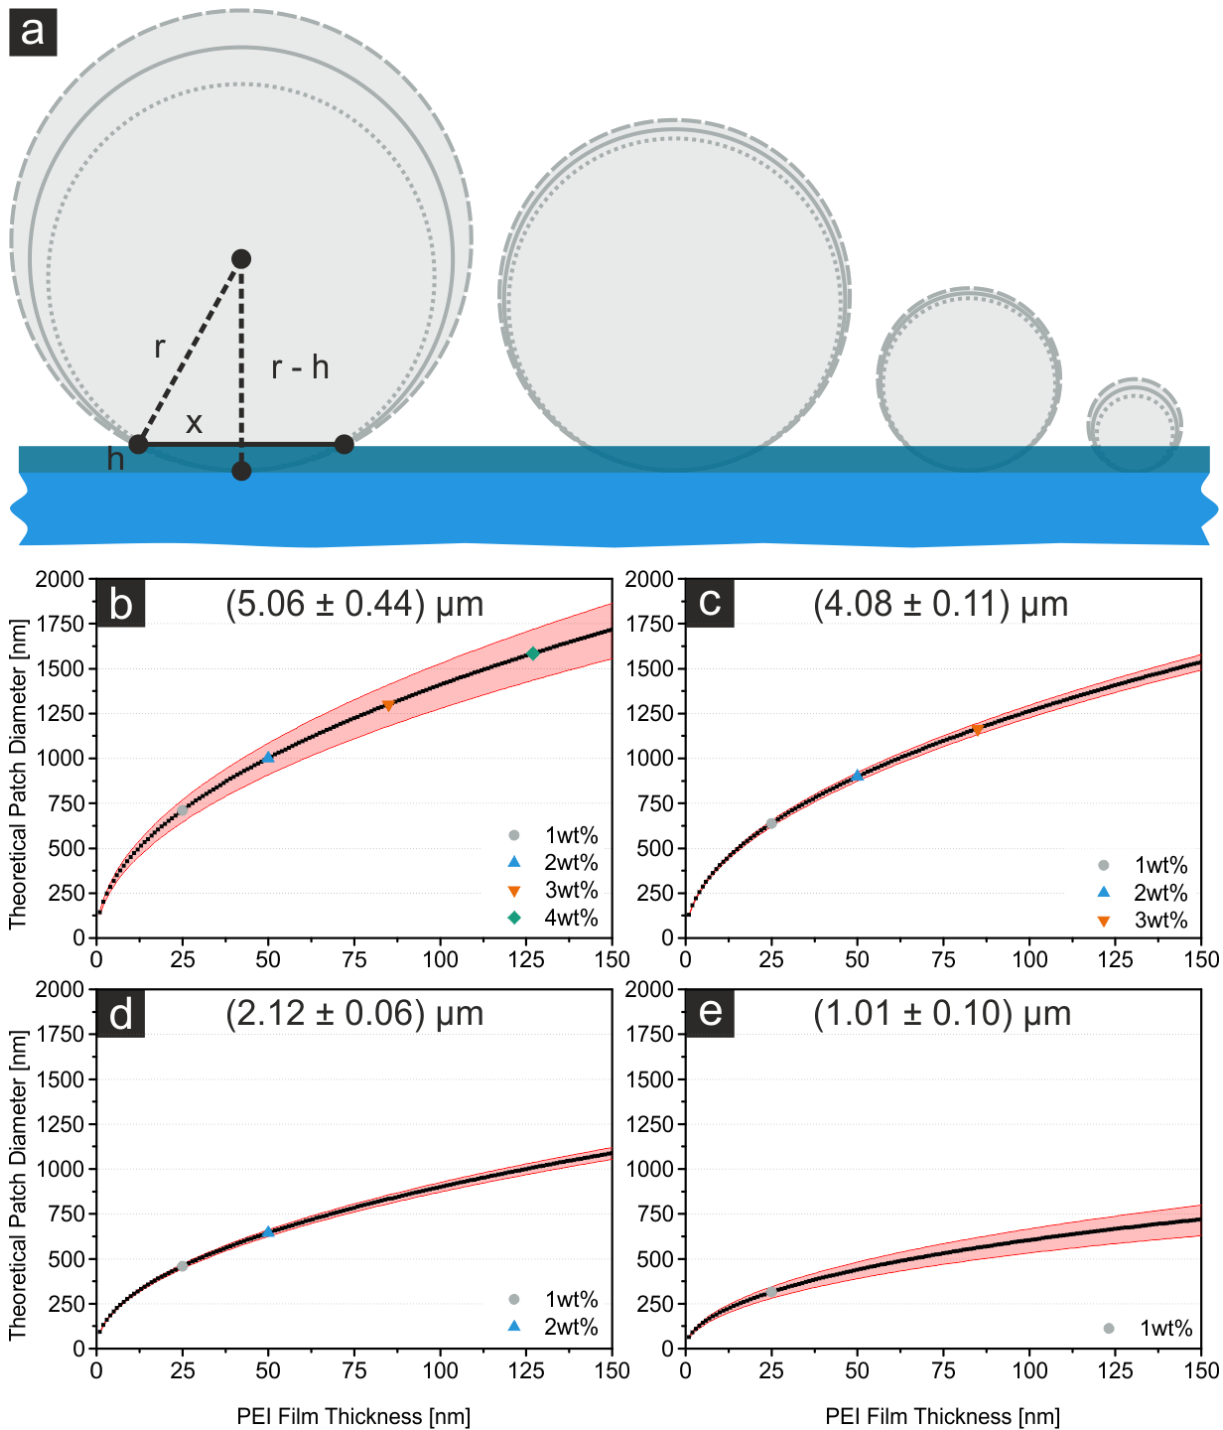 a
r
r - h
x
h
b
(5.06 ± 0.44) µm
2000
1750
1500
1250
1000
750
500
250
0
0 25 50 75 100 125 150
1wt%
2wt%
3wt%
4wt%
Theoretical Patch Diameter [nm]
c
(4.08 ± 0.11) µm
2000
1750
1500
1250
1000
750
500
250
0
0 25 50 75 100 125 150
1wt%
2wt%
3wt%
d
(2.12 ± 0.06) µm
2000
1750
1500
1250
1000
750
500
250
0
0 25 50 75 100 125 150
1wt%
2wt%
Theoretical Patch Diameter [nm]
PEI Film Thickness [nm]
e
(1.01 ± 0.10) µm
2000
1750
1500
1250
1000
750
500
250
0
0 25 50 75 100 125 150
1wt%
PEI Film Thickness [nm]